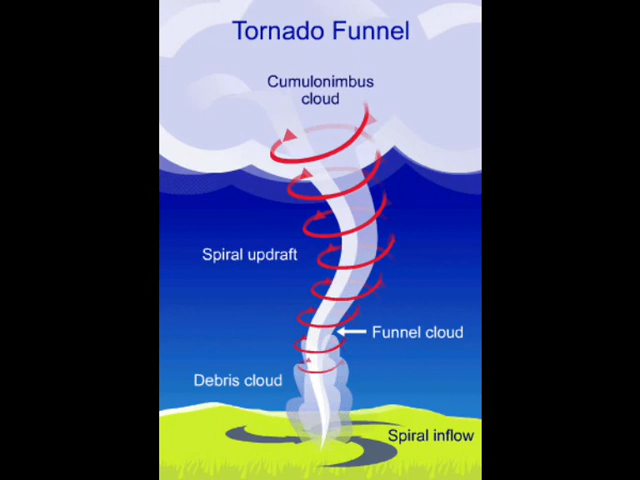 Tornado Funnel
Cumulonimbus
cloud
Spiral updraft
Funnel cloud
Debris cloud
Spiral inflow